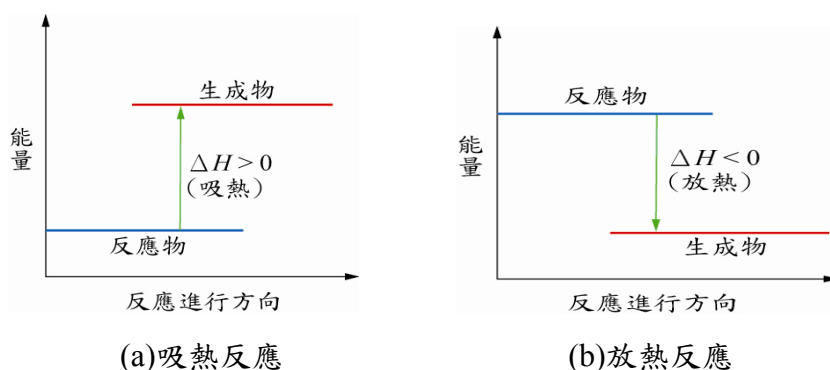 能量
生成物
ΔH > 0
(吸熱)
反應物
反應進行方向
(a)吸熱反應
能量
反應物
ΔH < 0
(放熱)
生成物
反應進行方向
(b)放熱反應